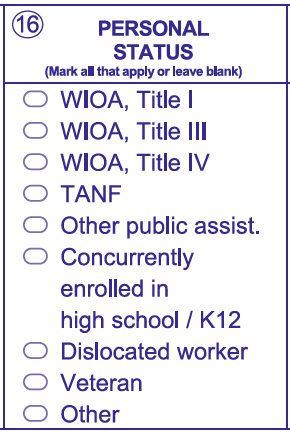 16 PERSONAL
STATUS
(Mark all that apply or leave blank)
WIOA, Title I
WIOA, Title III
WIOA, Title IV
TANF
Other public assist.
Concurrently
enrolled in
high school / K12
Dislocated worker
Veteran
Other